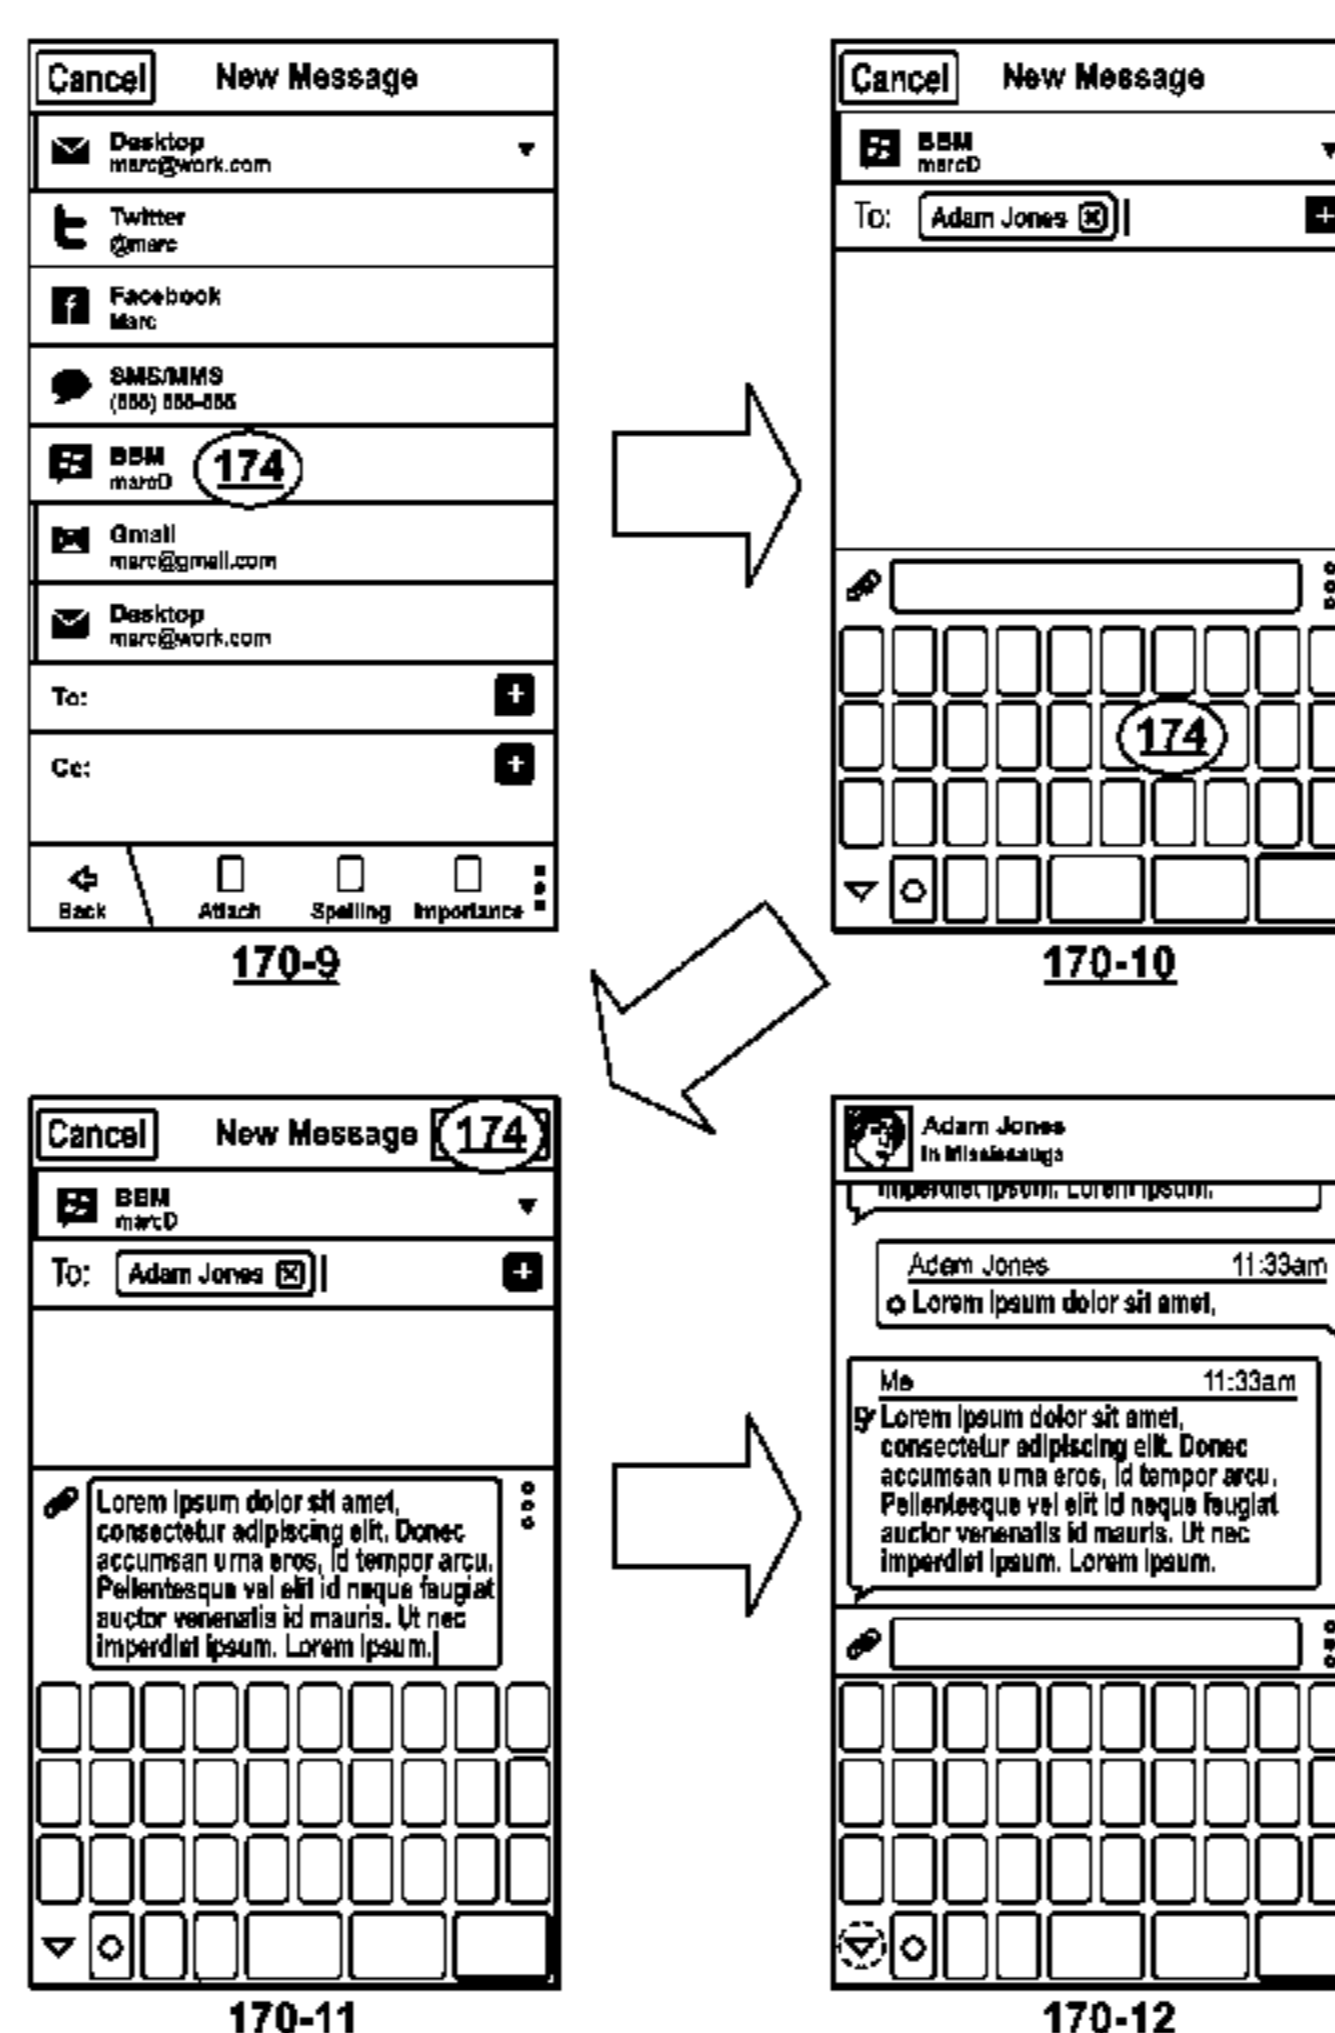 Cancel New Message
Desktop
marc@work.com
Twitter
@marc
Facebook
Marc
SMS/MMS
BBM
marcD
174
Gmail
marc@gmail.com
Desktop
marc@work.com
To: +
Cc: +
Back Attach Spelling Importance
170-9
Cancel New Message
BBM
marcD
To: Adam Jones +
174
170-10
Cancel New Message 174
BBM
marcD
To: Adam Jones +
Lorem ipsum dolor sit amet,
consectetur adipiscing elit. Donec
accumsan urna eros, id tempor arcu.
Pellentesque vel elit id neque feugiat
auctor venenatis id mauris. Ut nec
imperdiet ipsum. Lorem ipsum.
170-11
Adam Jones
In Mississauga
imperdiet ipsum. Lorem ipsum.
Adam Jones 11:33am
Lorem ipsum dolor sit amet,
Me 11:33am
Lorem ipsum dolor sit amet,
consectetur adipiscing elit. Donec
accumsan urna eros, id tempor arcu.
Pellentesque vel elit id neque feugiat
auctor venenatis id mauris. Ut nec
imperdiet ipsum. Lorem ipsum.
170-12